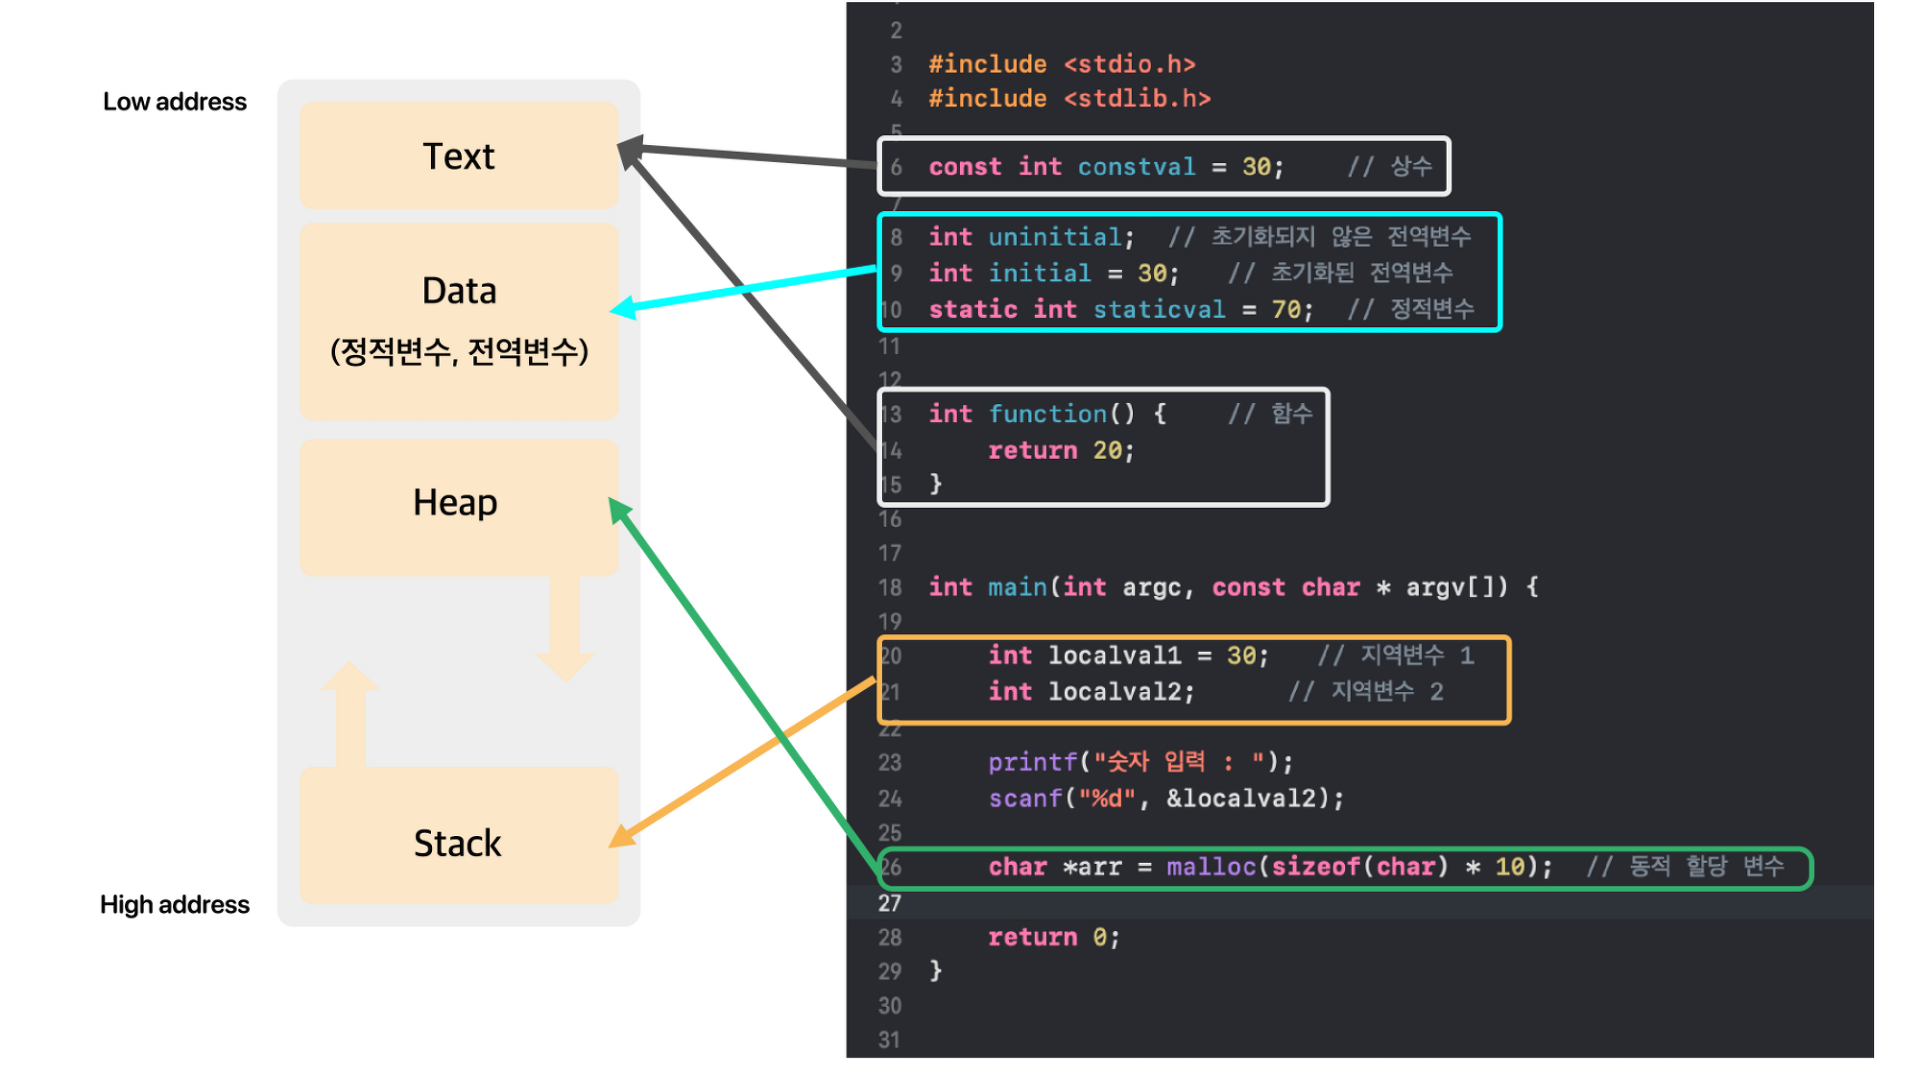 Low address
Text
Data
(정적변수, 전역변수)
Heap
Stack
High address
2
3 #include <stdio.h>
4 #include <stdlib.h>
5
6 const int constval = 30; // 상수
7
8 int uninitial; // 초기화되지 않은 전역변수
9 int initial = 30; // 초기화된 전역변수
10 static int staticval = 70; // 정적변수
11
12
13 int function() { // 함수
14 return 20;
15 }
16
17
18 int main(int argc, const char * argv[]) {
19
20 int localval1 = 30; // 지역변수 1
21 int localval2; // 지역변수 2
22
23 printf("숫자 입력 : ");
24 scanf("%d", &localval2);
25
26 char *arr = malloc(sizeof(char) * 10); // 동적 할당 변수
27
28 return 0;
29 }
30
31